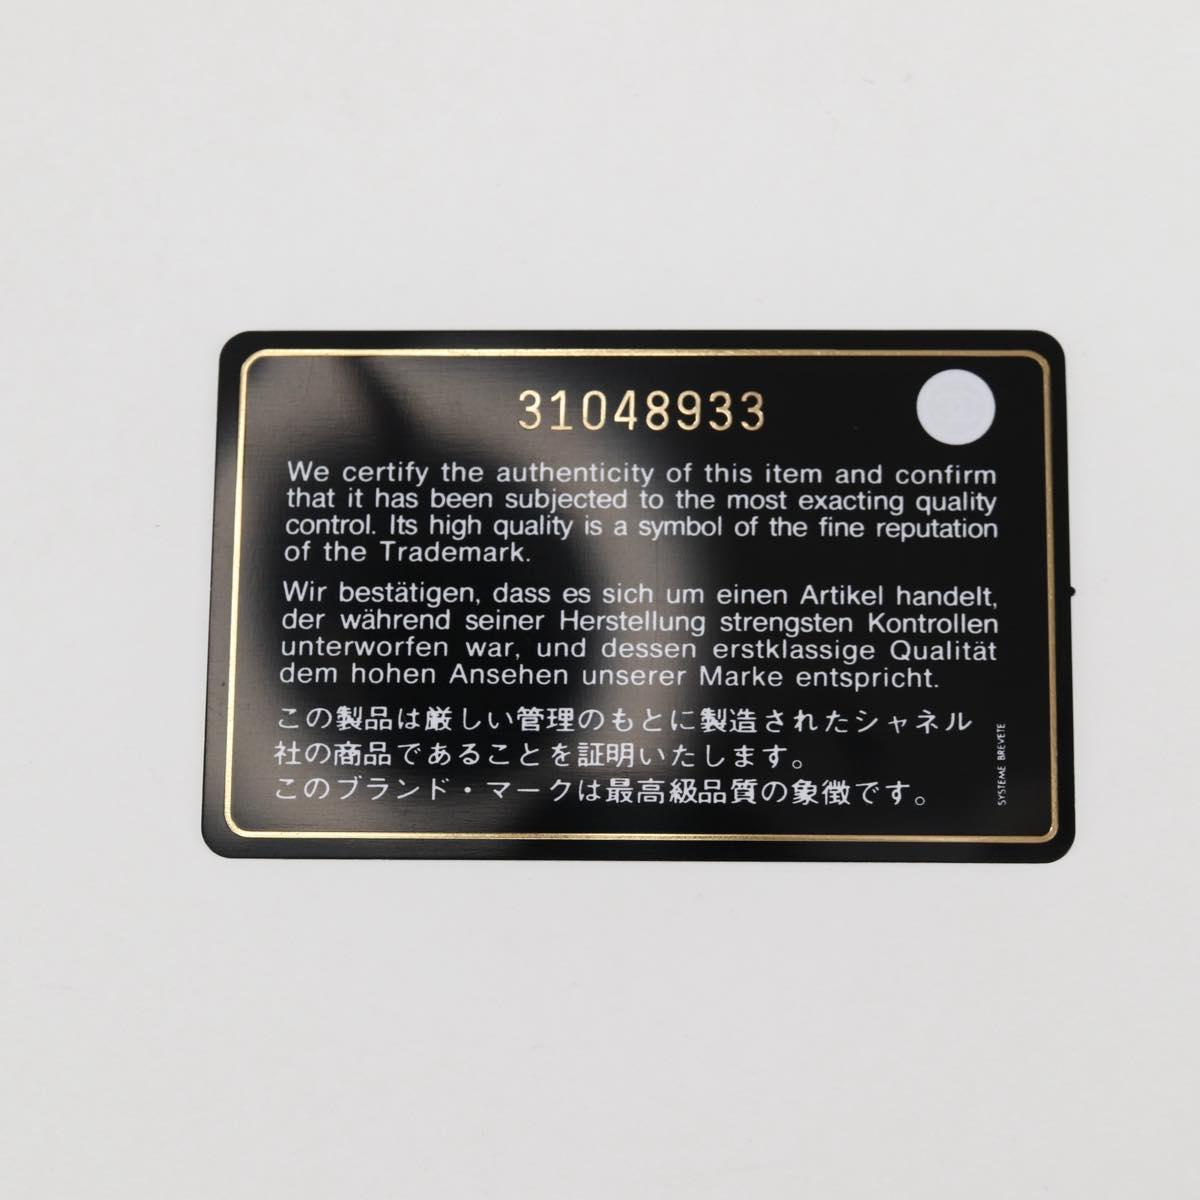 31048933
We certify the authenticity of this item and confirm
that it has been subjected to the most exacting quality
control. Its high quality is a symbol of the fine reputation
of the Trademark.
Wir bestätigen, dass es sich um einen Artikel handelt,
der während seiner Herstellung strengsten Kontrollen
unterworfen war, und dessen erstklassige Qualität
dem hohen Ansehen unserer Marke entspricht.
この製品は厳しい管理のもとに製造されたシャネル
社の商品であることを証明いたします。
このブランド・マークは最高級品質の象徴です。
SYSTEME BREVETE